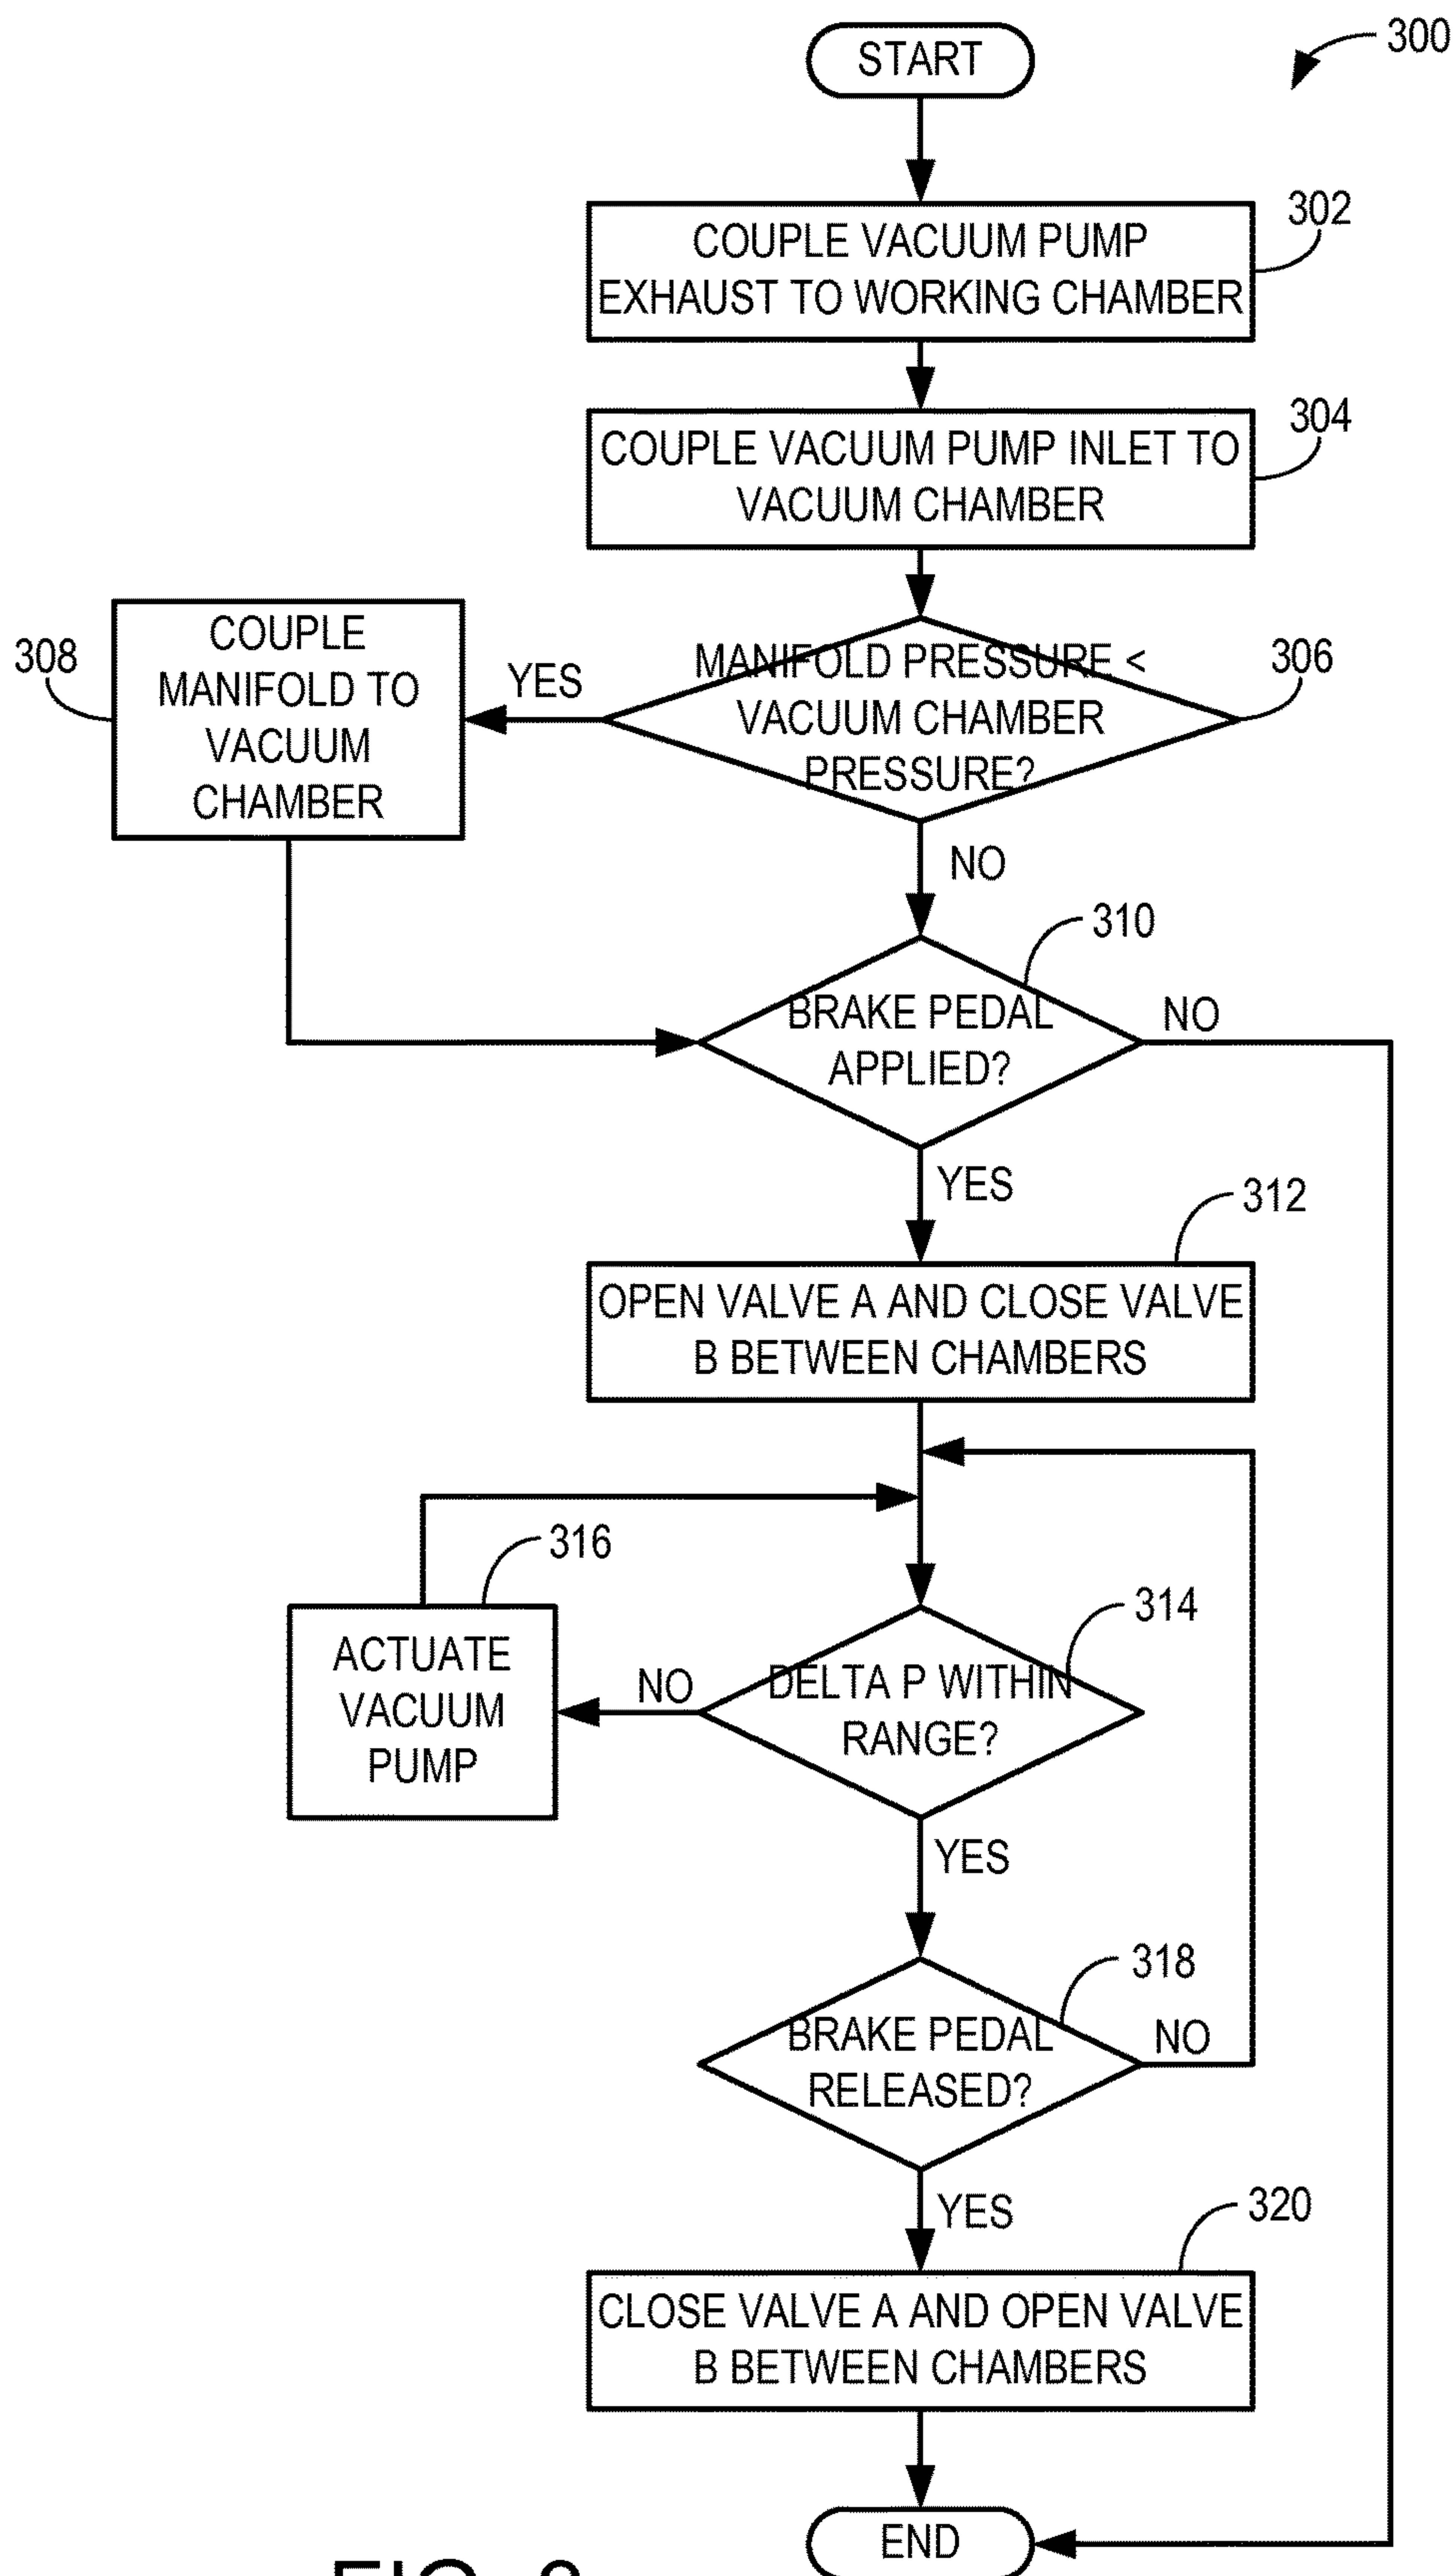 START
300
COUPLE VACUUM PUMP
EXHAUST TO WORKING CHAMBER
302
COUPLE VACUUM PUMP INLET TO
VACUUM CHAMBER
304
MANIFOLD PRESSURE <
VACUUM CHAMBER
PRESSURE?
306
YES
COUPLE
MANIFOLD TO
VACUUM
CHAMBER
308
NO
BRAKE PEDAL
APPLIED?
310
NO
YES
OPEN VALVE A AND CLOSE VALVE
B BETWEEN CHAMBERS
312
DELTA P WITHIN
RANGE?
314
NO
ACTUATE
VACUUM
PUMP
316
YES
BRAKE PEDAL
RELEASED?
318
NO
YES
CLOSE VALVE A AND OPEN VALVE
B BETWEEN CHAMBERS
320
END
FIG.